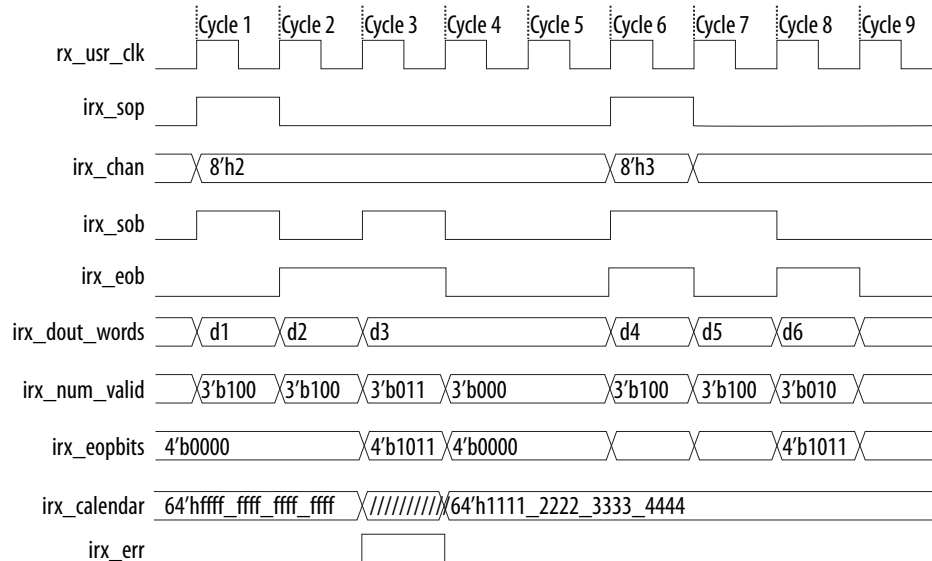 Cycle 1 Cycle 2 Cycle 3 Cycle 4 Cycle 5 Cycle 6 Cycle 7 Cycle 8 Cycle 9
rx_usr_clk
irx_sop
irx_chan 8’h2 8’h3
irx_sob
irx_eob
irx_dout_words d1 d2 d3 d4 d5 d6
irx_num_valid 3’b100 3’b100 3’b011 3’b000 3’b100 3’b100 3’b010
irx_eopbits 4’b0000 4’b1011 4’b0000 4’b1011
irx_calendar 64’hffff_ffff_ffff_ffff /////////// 64’h1111_2222_3333_4444
irx_err